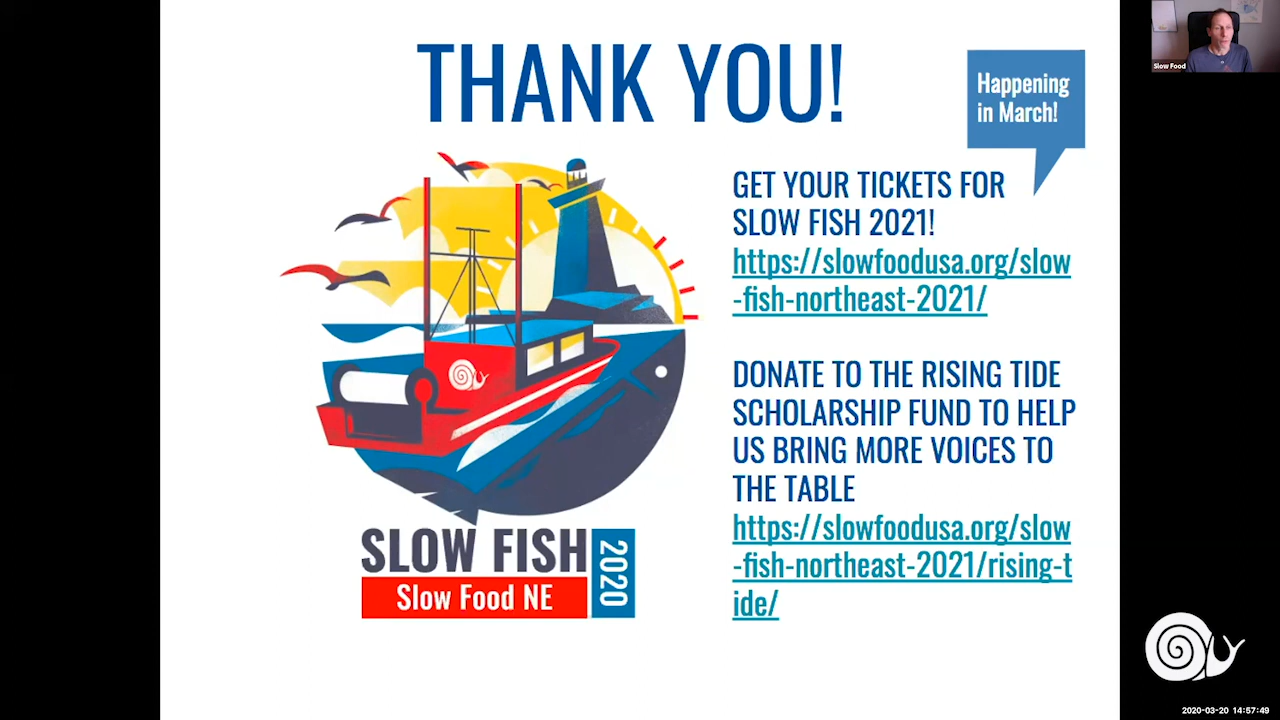 THANK YOU!
Happening
in March!
Slow Food
GET YOUR TICKETS FOR
SLOW FISH 2021!
https://slowfoodusa.org/slow
-fish-northeast-2021/
DONATE TO THE RISING TIDE
SCHOLARSHIP FUND TO HELP
US BRING MORE VOICES TO
THE TABLE
https://slowfoodusa.org/slow
-fish-northeast-2021/rising-t
ide/
SLOW FISH
2020
Slow Food NE
2020-03-20 14:57:49